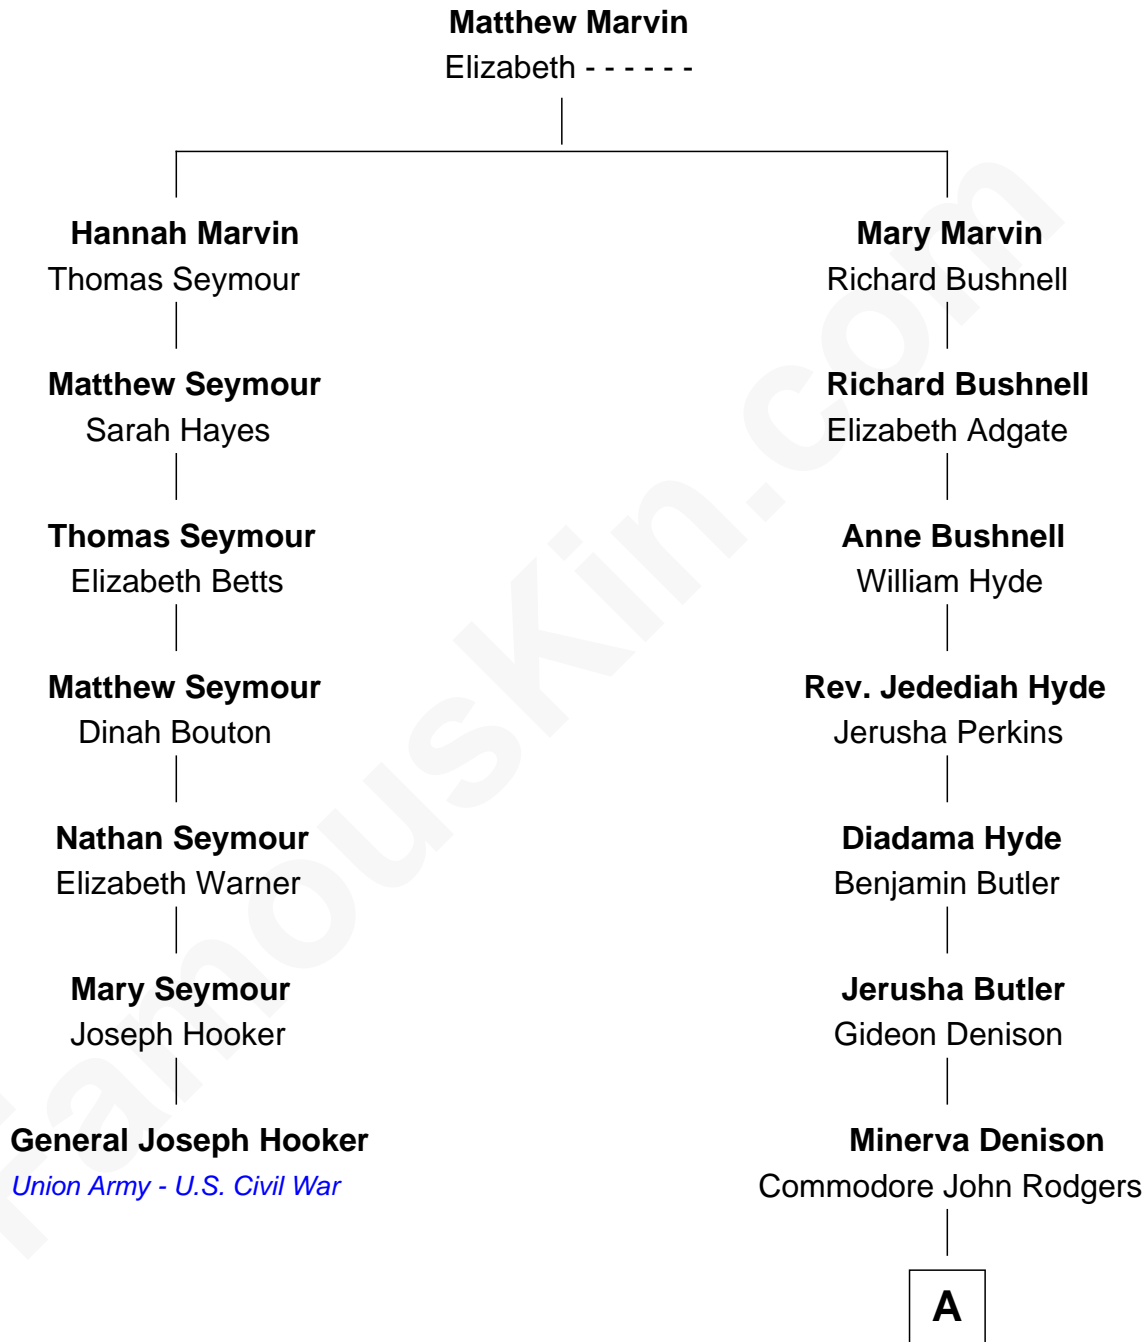 Matthew Marvin
Elizabeth - - - - - -
Hannah Marvin
Thomas Seymour
Mary Marvin
Richard Bushnell
Matthew Seymour
Sarah Hayes
Richard Bushnell
Elizabeth Adgate
Thomas Seymour
Elizabeth Betts
Anne Bushnell
William Hyde
Matthew Seymour
Dinah Bouton
Rev. Jedediah Hyde
Jerusha Perkins
Nathan Seymour
Elizabeth Warner
Diadama Hyde
Benjamin Butler
Mary Seymour
Joseph Hooker
Jerusha Butler
Gideon Denison
General Joseph Hooker
Union Army - U.S. Civil War
Minerva Denison
Commodore John Rodgers
A
FamousKin.com